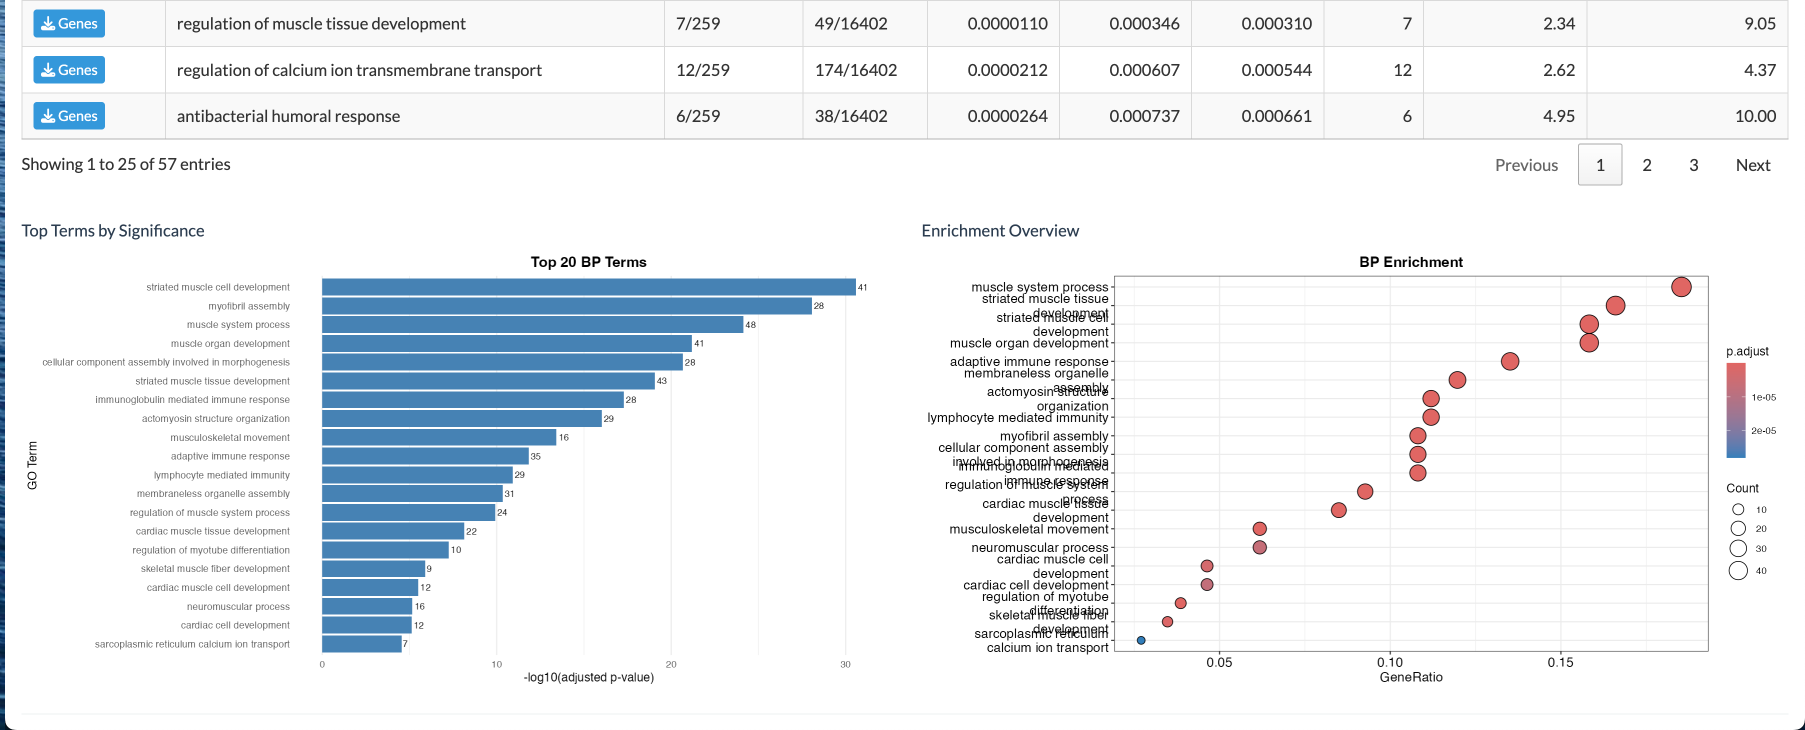 Genes regulation of muscle tissue development 7/259 49/16402 0.0000110 0.000346 0.000310 7 2.34 9.05
Genes regulation of calcium ion transmembrane transport 12/259 174/16402 0.0000212 0.000607 0.000544 12 2.62 4.37
Genes antibacterial humoral response 6/259 38/16402 0.0000264 0.000737 0.000661 6 4.95 10.00
Showing 1 to 25 of 57 entries
Previous 1 2 3 Next
Top Terms by Significance
Top 20 BP Terms
GO Term
striated muscle cell development 41
myofibril assembly 28
muscle system process 48
muscle organ development 41
cellular component assembly involved in morphogenesis 28
striated muscle tissue development 43
immunoglobulin mediated immune response 28
actomyosin structure organization 29
musculoskeletal movement 16
adaptive immune response 35
lymphocyte mediated immunity 29
membraneless organelle assembly 31
regulation of muscle system process 24
cardiac muscle tissue development 22
regulation of myotube differentiation 10
skeletal muscle fiber development 9
cardiac muscle cell development 12
neuromuscular process 16
cardiac cell development 12
sarcoplasmic reticulum calcium ion transport 7
0 10 20 30
-log10(adjusted p-value)
Enrichment Overview
BP Enrichment
muscle system process
striated muscle tissue
development
striated muscle cell
development
muscle organ development
adaptive immune response
membraneless organelle
assembly
actomyosin structure
organization
lymphocyte mediated immunity
myofibril assembly
cellular component assembly
involved in morphogenesis
immunoglobulin mediated
immune response
regulation of muscle system
process
cardiac muscle tissue
development
musculoskeletal movement
neuromuscular process
cardiac muscle cell
development
cardiac cell development
regulation of myotube
differentiation
skeletal muscle fiber
development
sarcoplasmic reticulum
calcium ion transport
0.05 0.10 0.15
GeneRatio
p.adjust
1e-05
2e-05
Count
10
20
30
40